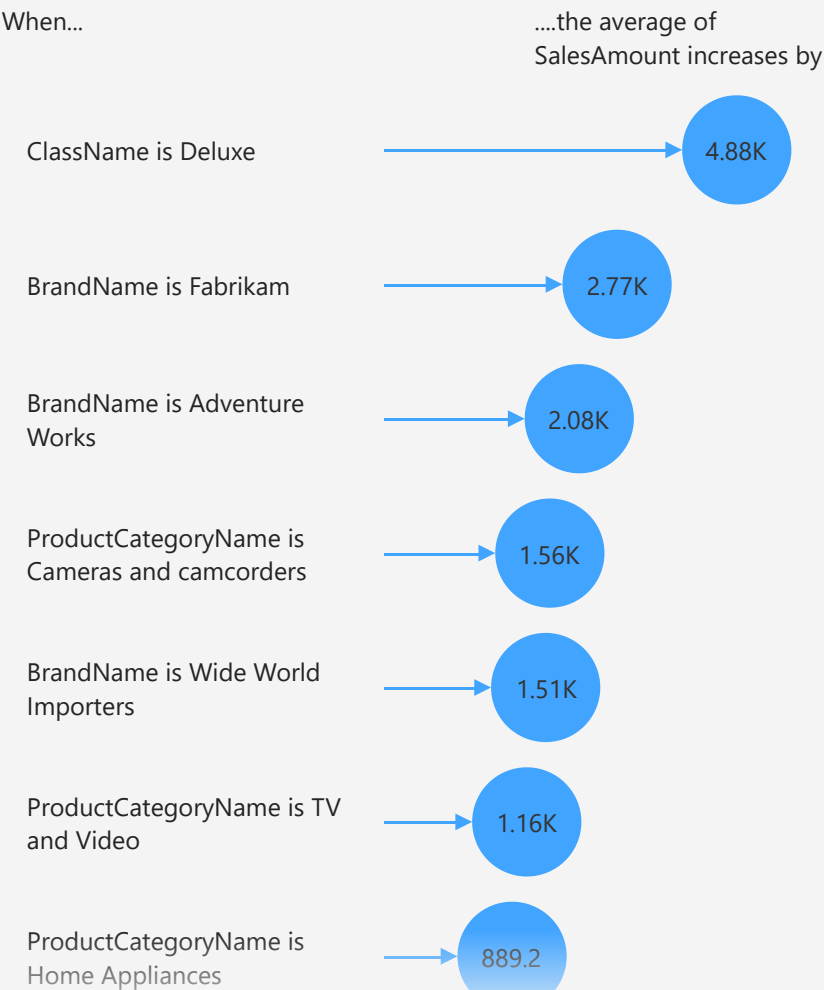 When...
....the average of
SalesAmount increases by
ClassName is Deluxe
4.88K
BrandName is Fabrikam
2.77K
BrandName is Adventure
Works
2.08K
ProductCategoryName is
Cameras and camcorders
1.56K
BrandName is Wide World
Importers
1.51K
ProductCategoryName is TV
and Video
1.16K
ProductCategoryName is
Home Appliances
889.2